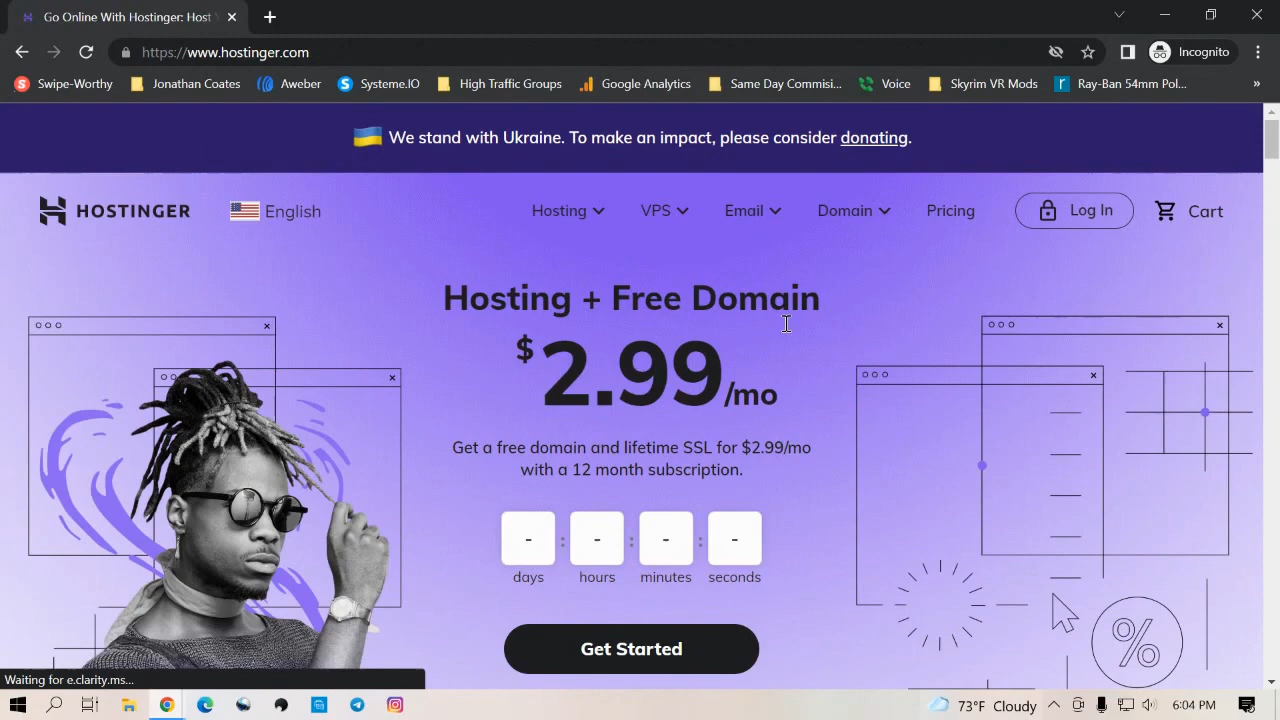 Go Online With Hostinger: Host Y
https://www.hostinger.com
Incognito
Swipe-Worthy
Jonathan Coates
Aweber
Systeme.IO
High Traffic Groups
Google Analytics
Same Day Commisi...
Voice
Skyrim VR Mods
Ray-Ban 54mm Pol...
»
We stand with Ukraine. To make an impact, please consider donating.
HOSTINGER
English
Hosting
VPS
Email
Domain
Pricing
Log In
Cart
Hosting + Free Domain
$2.99/mo
Get a free domain and lifetime SSL for $2.99/mo
with a 12 month subscription.
- : - : - : -
days hours minutes seconds
Get Started
%
Waiting for e.clarity.ms...
73°F Cloudy
6:04 PM